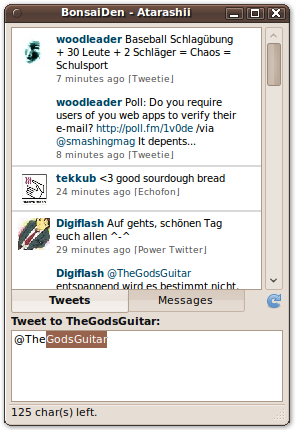 BonsaiDen - Atarashii
woodleader Baseball Schlagübung
+ 30 Leute + 2 Schläger = Chaos =
Schulsport
7 minutes ago [Tweetie]
woodleader Poll: Do you require
users of you web apps to verify their
e-mail? http://poll.fm/1v0de /via
@smashingmag It depents...
8 minutes ago [Tweetie]
tekkub <3 good sourdough bread
24 minutes ago [Echofon]
Digiflash Auf gehts, schönen Tag
euch allen ^-^
29 minutes ago [Power Twitter]
Digiflash @TheGodsGuitar
entspannend wird es bestimmt nicht.
Tweets
Messages
Tweet to TheGodsGuitar:
@TheGodsGuitar
125 char(s) left.